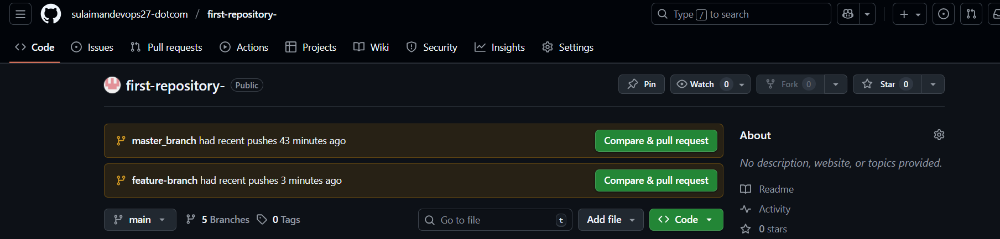 sulaimandevops27-dotcom / first-repository-
Type / to search
Code Issues Pull requests Actions Projects Wiki Security Insights Settings
first-repository- Public
Pin Watch 0 Fork 0 Star 0
master_branch had recent pushes 43 minutes ago Compare & pull request
feature-branch had recent pushes 3 minutes ago Compare & pull request
main 5 Branches 0 Tags Go to file t Add file Code
About
No description, website, or topics provided.
Readme
Activity
0 stars